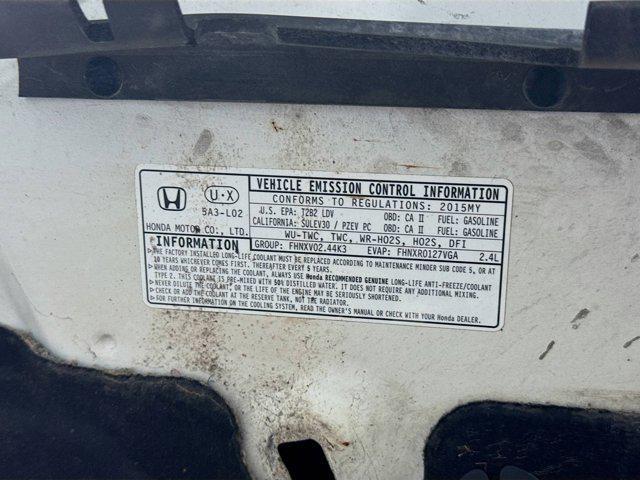 VEHICLE EMISSION CONTROL INFORMATION
U·X
CONFORMS TO REGULATIONS: 2015MY
5A3-L02
U.S. EPA: T2B2 LDV OBD: CA II FUEL: GASOLINE
CALIFORNIA: SULEV30 / PZEV PC OBD: CA II FUEL: GASOLINE
HONDA MOTOR CO., LTD.
WU-TWC, TWC, WR-HO2S, HO2S, DFI
INFORMATION
GROUP: FHNXV02.44K3 EVAP: FHNXR0127VGA 2.4L
THE FACTORY INSTALLED LONG-LIFE COOLANT MUST BE REPLACED ACCORDING TO MAINTENANCE MINDER SUB CODE 5, OR AT
10 YEARS WHICHEVER COMES FIRST. THEREAFTER EVERY 5 YEARS.
WHEN ADDING OR REPLACING THE COOLANT, ALWAYS USE Honda RECOMMENDED GENUINE LONG-LIFE ANTI-FREEZE/COOLANT
TYPE 2. THIS COOLANT IS PRE-MIXED WITH 50% DISTILLED WATER. IT DOES NOT REQUIRE ANY ADDITIONAL MIXING.
NEVER DILUTE THE COOLANT, OR THE LIFE OF THE ENGINE MAY BE SERIOUSLY SHORTENED.
CHECK AND ADD COOLANT AT THE RESERVE TANK, NOT THE RADIATOR.
FOR FURTHER INFORMATION ON THE COOLING SYSTEM, READ THE OWNER'S MANUAL OR CHECK WITH YOUR Honda DEALER.